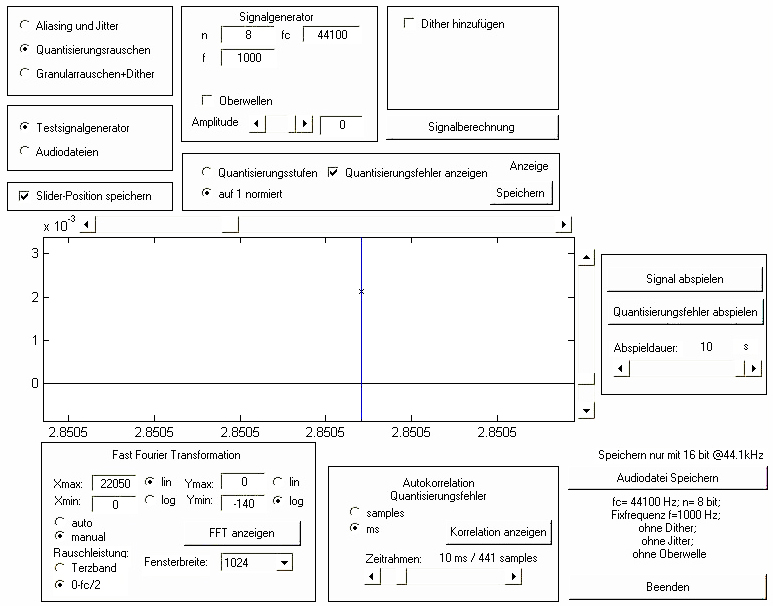 Aliasing und Jitter
Quantisierungsrauschen
Granularrauschen+Dither
Testsignalgenerator
Audiodateien
Slider-Position speichern
Signalgenerator
n 8 fc 44100
f 1000
Oberwellen
Amplitude 0
Dither hinzufügen
Signalberechnung
Quantisierungsstufen Quantisierungsfehler anzeigen Anzeige
auf 1 normiert Speichern
x 10-3
3
2
1
0
2.8505 2.8505 2.8505 2.8505 2.8505 2.8505
Signal abspielen
Quantisierungsfehler abspielen
Abspieldauer: 10 s
Fast Fourier Transformation
Xmax: 22050 lin Ymax: 0 lin
Xmin: 0 log Ymin: -140 log
auto
manual FFT anzeigen
Rauschleistung:
Terzband Fensterbreite: 1024
0-fc/2
Autokorrelation
Quantisierungsfehler
samples
ms Korrelation anzeigen
Zeitrahmen: 10 ms / 441 samples
Speichern nur mit 16 bit @44.1kHz
Audiodatei Speichern
fc= 44100 Hz; n= 8 bit;
Fixfrequenz f=1000 Hz;
ohne Dither;
ohne Jitter;
ohne Oberwelle
Beenden